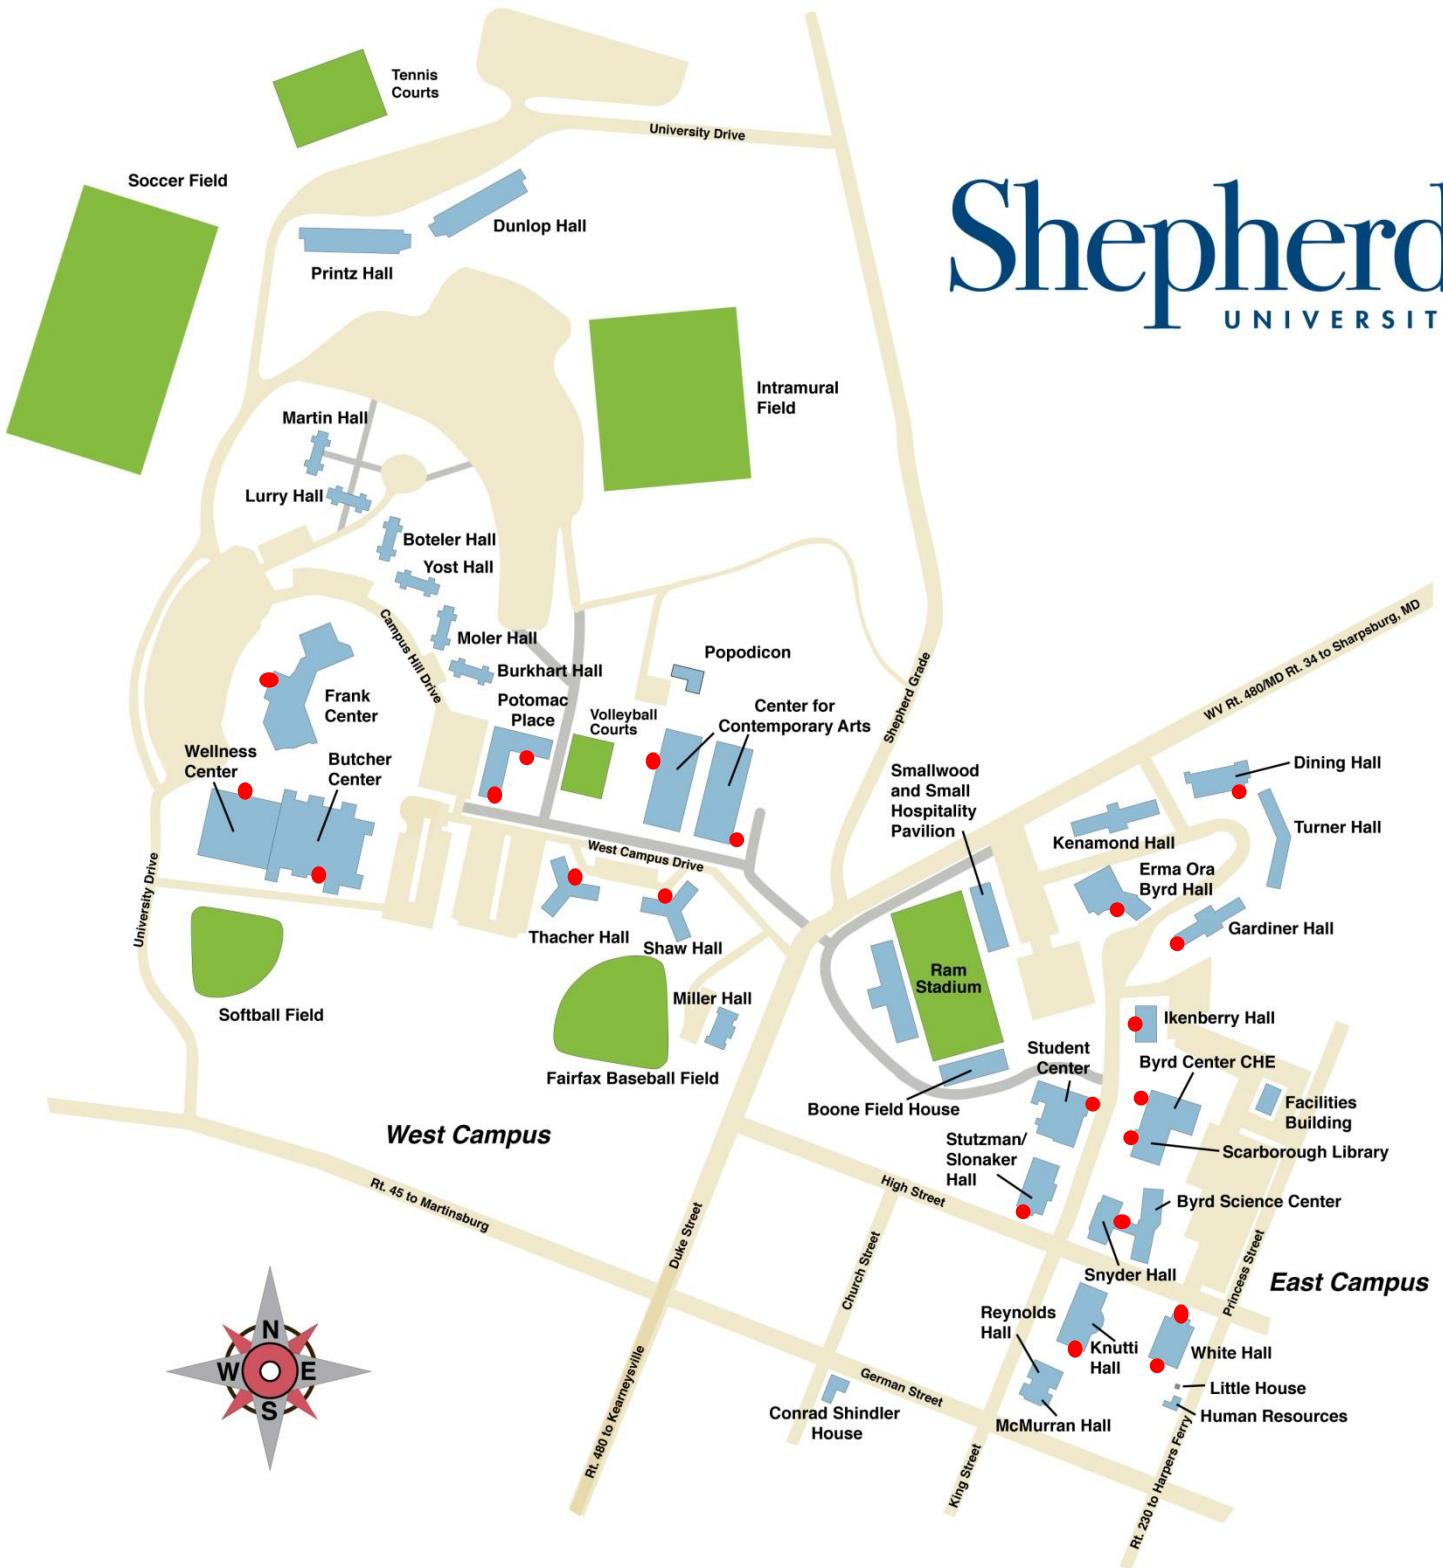 Tennis
Courts
University Drive
Soccer Field
Shepherd
UNIVERSIT
Dunlop Hall
Printz Hall
Intramural
Field
Martin Hall
Lurry Hall
Boteler Hall
Yost Hall
Campus Hill Drive
Moler Hall
Burkhart Hall
Popodicon
Shepherd Grade
WV Rt. 480/MD Rt. 34 to Sharpsburg, MD
Frank
Center
Potomac
Place
Volleyball
Courts
Center for
Contemporary Arts
Wellness
Center
Butcher
Center
Smallwood
and Small
Hospitality
Pavilion
Dining Hall
Turner Hall
Kenamond Hall
Erma Ora
Byrd Hall
West Campus Drive
University Drive
Thacher Hall
Shaw Hall
Gardiner Hall
Ram
Stadium
Softball Field
Miller Hall
Ikenberry Hall
Student
Center
Byrd Center CHE
Fairfax Baseball Field
Boone Field House
Facilities
Building
West Campus
Stutzman/
Slonaker
Hall
Scarborough Library
High Street
Byrd Science Center
Rt. 45 to Martinsburg
Duke Street
Church Street
Snyder Hall
Princess Street
East Campus
Reynolds
Hall
Knutti
Hall
White Hall
N
W
E
S
Little House
German Street
Conrad Shindler
House
McMurran Hall
Human Resources
Rt. 480 to Kearneysville
King Street
Rt. 230 to Harpers Ferry